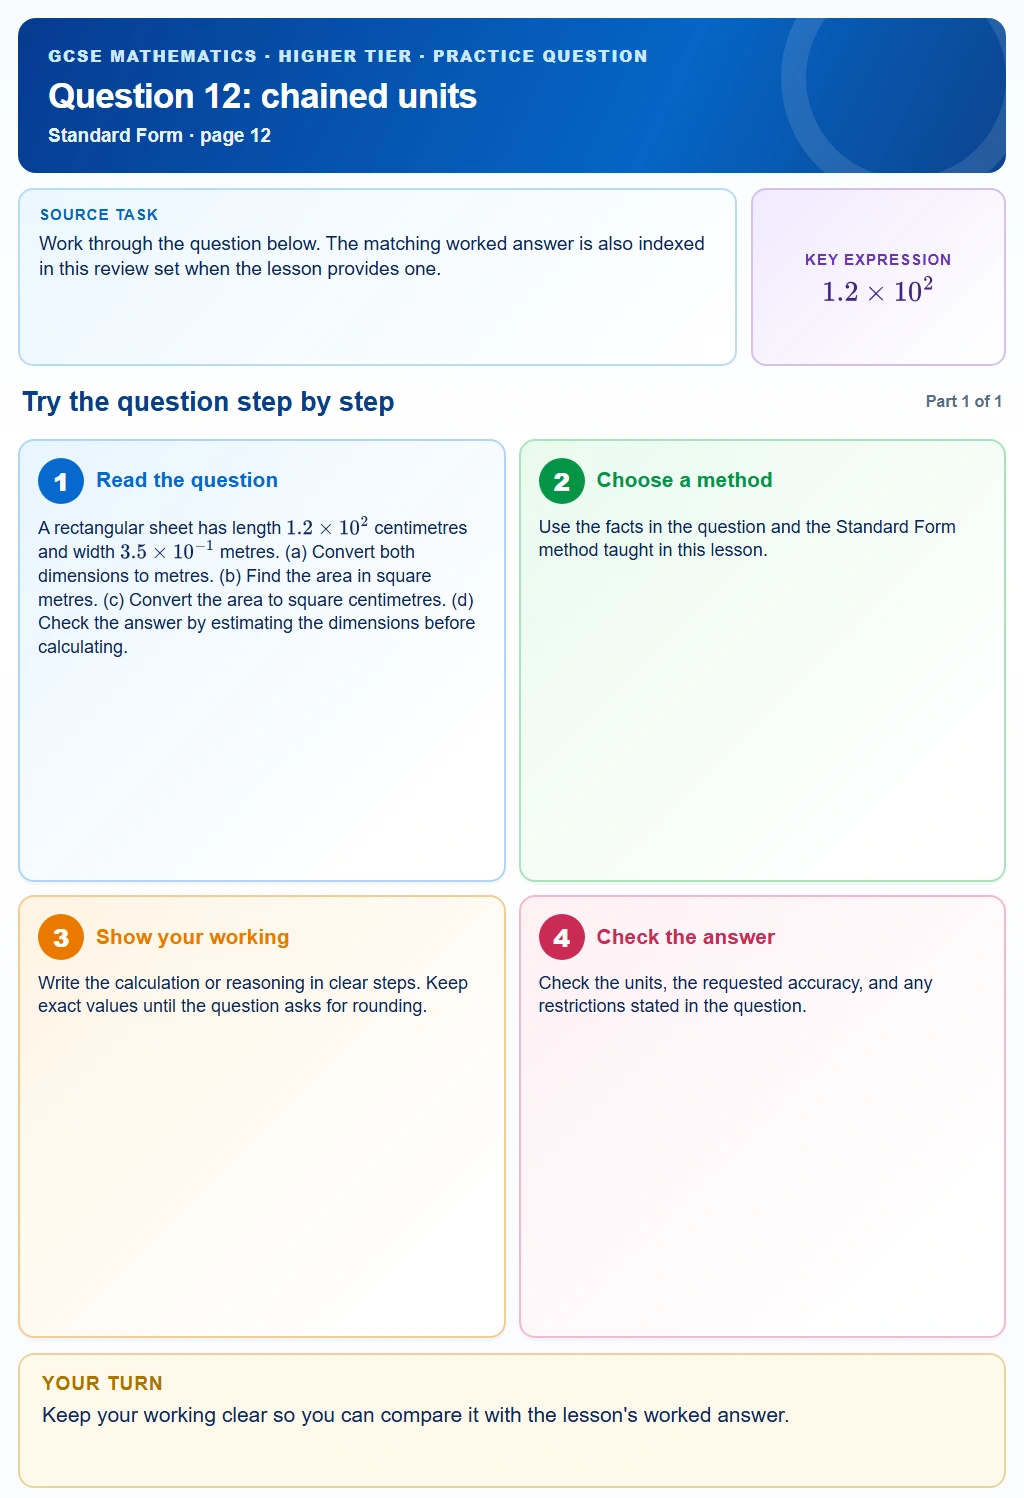 GCSE MATHEMATICS · HIGHER TIER · PRACTICE QUESTION
Question 12: chained units
Standard Form · page 12
SOURCE TASK
Work through the question below. The matching worked answer is also indexed
in this review set when the lesson provides one.
KEY EXPRESSION
1.2 × 10²
Try the question step by step
Part 1 of 1
1 Read the question
A rectangular sheet has length 1.2 × 10² centimetres
and width 3.5 × 10⁻¹ metres. (a) Convert both
dimensions to metres. (b) Find the area in square
metres. (c) Convert the area to square centimetres. (d)
Check the answer by estimating the dimensions before
calculating.
2 Choose a method
Use the facts in the question and the Standard Form
method taught in this lesson.
3 Show your working
Write the calculation or reasoning in clear steps. Keep
exact values until the question asks for rounding.
4 Check the answer
Check the units, the requested accuracy, and any
restrictions stated in the question.
YOUR TURN
Keep your working clear so you can compare it with the lesson's worked answer.